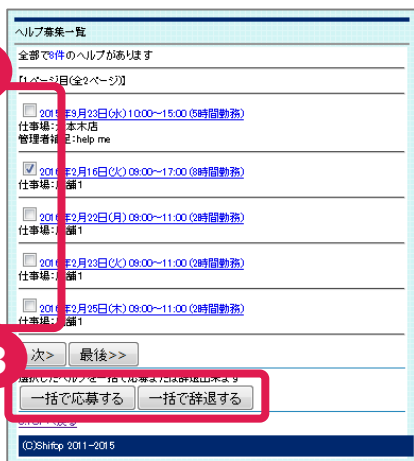 ヘルプ募集一覧
全部で8件のヘルプがあります
【1ページ目(全2ページ)】
年9月23日(水)10:00~15:00(5時間勤務)
仕事場: 本木店
管理者補足:help me
年2月16日(火)09:00~17:00(8時間勤務)
仕事場: 舗1
年2月22日(月)09:00~11:00(2時間勤務)
仕事場: 舗1
年2月23日(火)09:00~11:00(2時間勤務)
仕事場: 舗1
年2月25日(木)09:00~11:00(2時間勤務)
仕事場: 舗1
次> 最後>>
選択したヘルプを一括で応募または辞退出来ます
一括で応募する 一括で辞退する
(C)Shifop 2011-2015